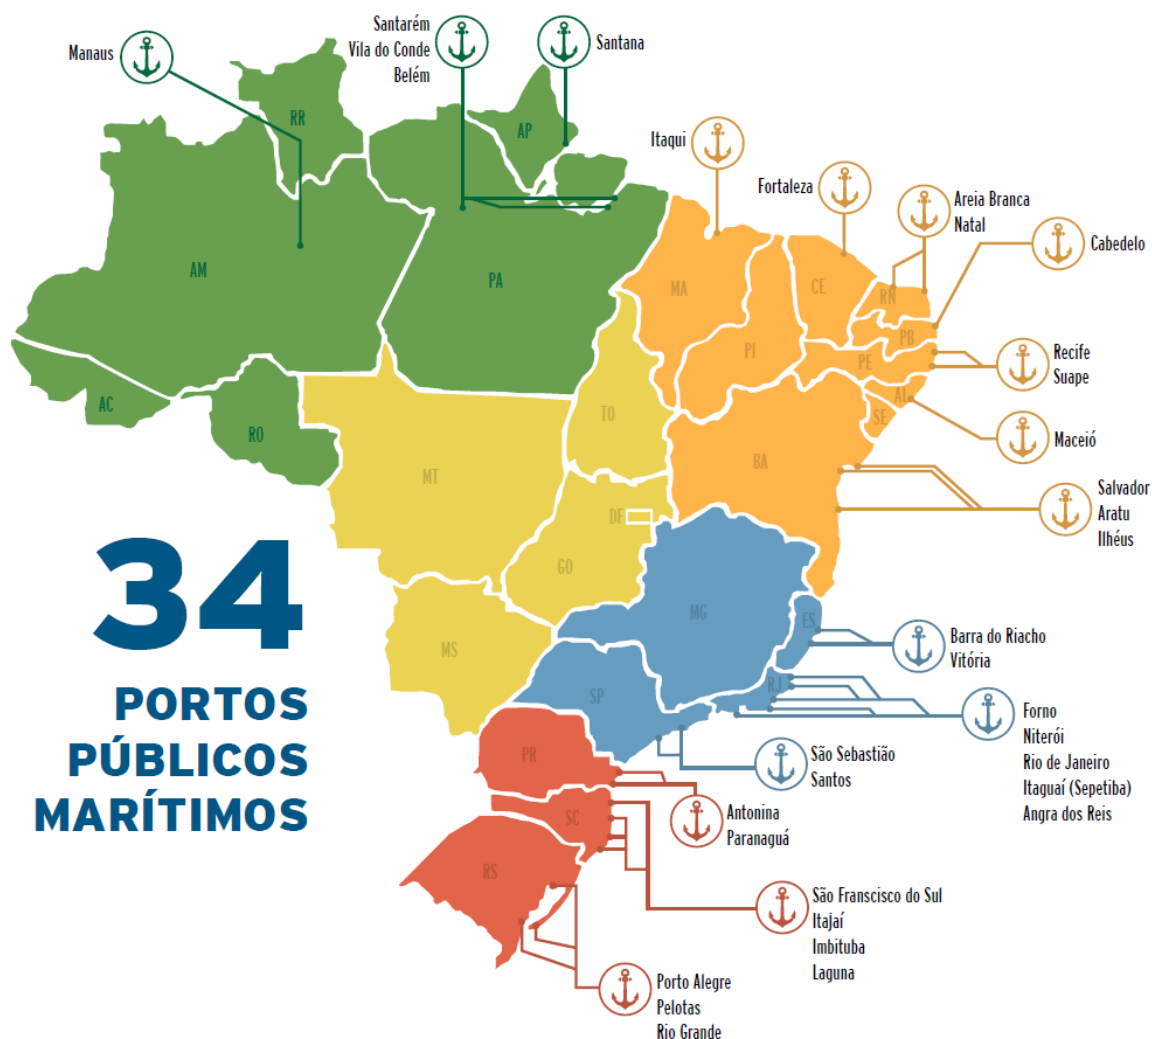 Manaus
Santarém
Vila do Conde
Belém
Santana
RR
AP
Itaqui
Fortaleza
Areia Branca
Natal
Cabedelo
AM
PA
MA
CE
RN
PB
PI
PE
Recife
Suape
AC
RO
TO
AL
SE
Maceió
MT
BA
DF
Salvador
Aratu
Ilhéus
GO
34
PORTOS
PÚBLICOS
MARÍTIMOS
MS
MG
ES
Barra do Riacho
Vitória
SP
RJ
Forno
Niterói
Rio de Janeiro
Itaguaí (Sepetiba)
Angra dos Reis
São Sebastião
Santos
PR
Antonina
Paranaguá
SC
RS
São Franscisco do Sul
Itajaí
Imbituba
Laguna
Porto Alegre
Pelotas
Rio Grande